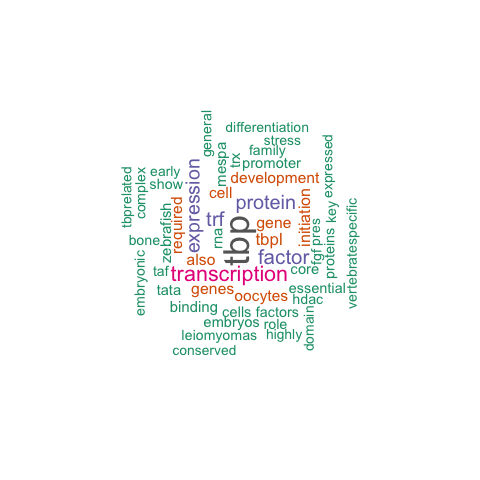 differentiation
general
stress
mespa
family
trx
promoter
early
show
tbprelated
complex
development
cell
expressed
key
vertebratespecific
expression
protein
initiation
required
zebrafish
trf
gene
tbp
rna
tbpl
pres
fgf
proteins
bone
also
factor
embryonic
taf
transcription
core
tata
genes
oocytes
essential
hdac
binding
cells
factors
embryos
role
domain
leiomyomas
highly
conserved